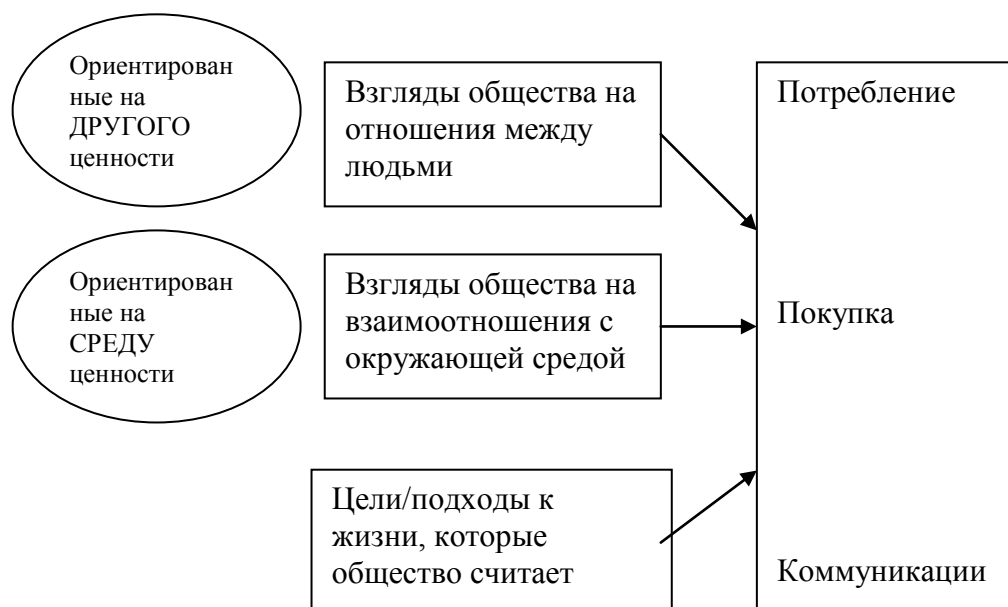 Ориентирован
ные на
ДРУГОГО
ценности
Взгляды общества на
отношения между
людьми
Потребление
Ориентирован
ные на
СРЕДУ
ценности
Взгляды общества на
взаимоотношения с
окружающей средой
Покупка
Цели/подходы к
жизни, которые
общество считает
Коммуникации